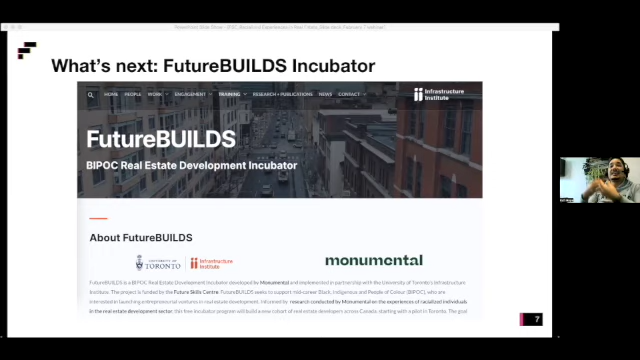 What's next: FutureBUILDS Incubator
HOME PEOPLE WORK ENGAGEMENT TRAINING RESEARCH + PUBLICATIONS NEWS CONTACT
Infrastructure
Institute
FutureBUILDS
BIPOC Real Estate Development Incubator
About FutureBUILDS
UNIVERSITY OF
TORONTO
Infrastructure
Institute
monumental
FutureBUILDS is a BIPOC Real Estate Development Incubator developed by Monumental and implemented in partnership with the University of Toronto's Infrastructure
Institute. The project is funded by the Future Skills Centre. FutureBUILDS seeks to support mid-career Black, Indigenous and People of Colour (BIPOC), who are
interested in launching entrepreneurial ventures in real estate development. Informed by research conducted by Monumental on the experiences of racialized individuals
in the real estate development sector, this free incubator program will build a new cohort of real estate developers across Canada, starting with a pilot in Toronto. The goal
7